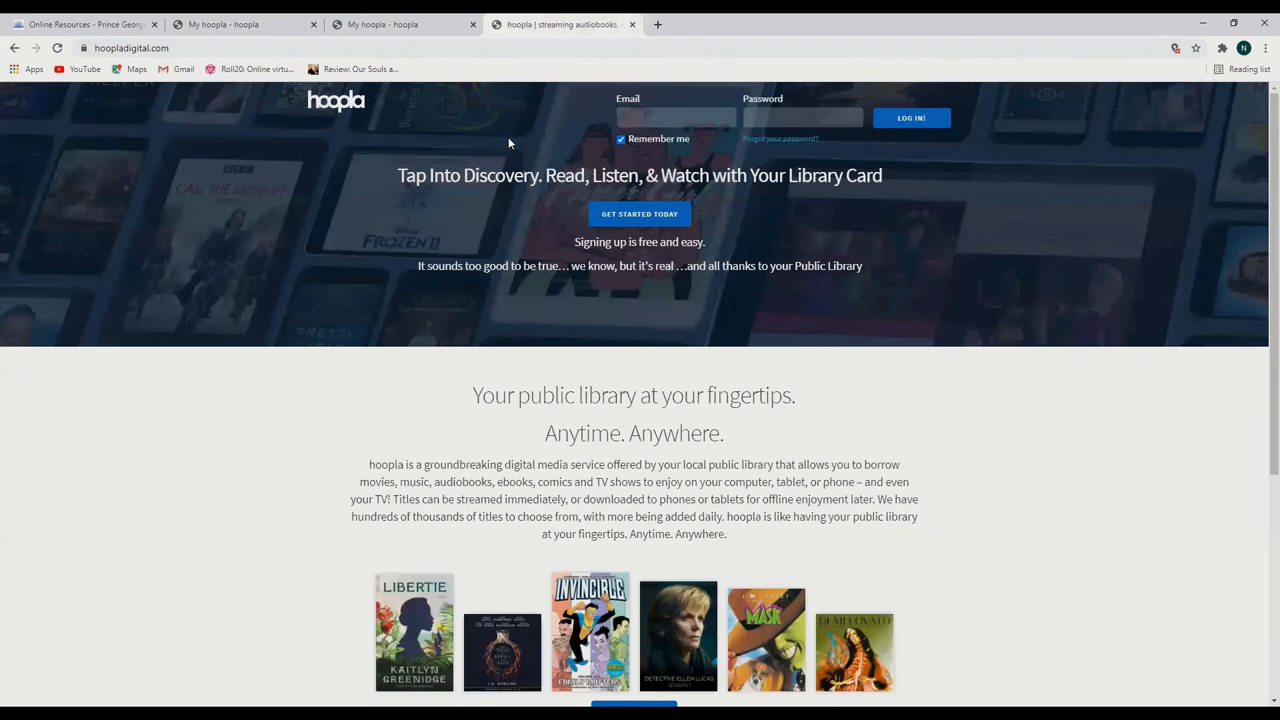 Online Resources - Prince Georg
My hoopla - hoopla
My hoopla - hoopla
hoopla | streaming audiobooks,
hoopladigital.com
N
Apps
YouTube
Maps
Gmail
Roll20: Online virtu...
Review: Our Souls a...
Reading list
hoopla
Email
Password
LOG IN!
Remember me
Forgot your password?
CALL THE MIDWIFE
BBC
Disney
FROZEN II
Tap Into Discovery. Read, Listen, & Watch with Your Library Card
GET STARTED TODAY
Signing up is free and easy.
It sounds too good to be true... we know, but it's real ...and all thanks to your Public Library
Your public library at your fingertips.
Anytime. Anywhere.
hoopla is a groundbreaking digital media service offered by your local public library that allows you to borrow
movies, music, audiobooks, ebooks, comics and TV shows to enjoy on your computer, tablet, or phone – and even
your TV! Titles can be streamed immediately, or downloaded to phones or tablets for offline enjoyment later. We have
hundreds of thousands of titles to choose from, with more being added daily. hoopla is like having your public library
at your fingertips. Anytime. Anywhere.
LIBERTIE
KAITLYN
GREENIDGE
INVINCIBLE
DETECTIVE ELLEN LUCAS
MASK
DEMI LOVATO